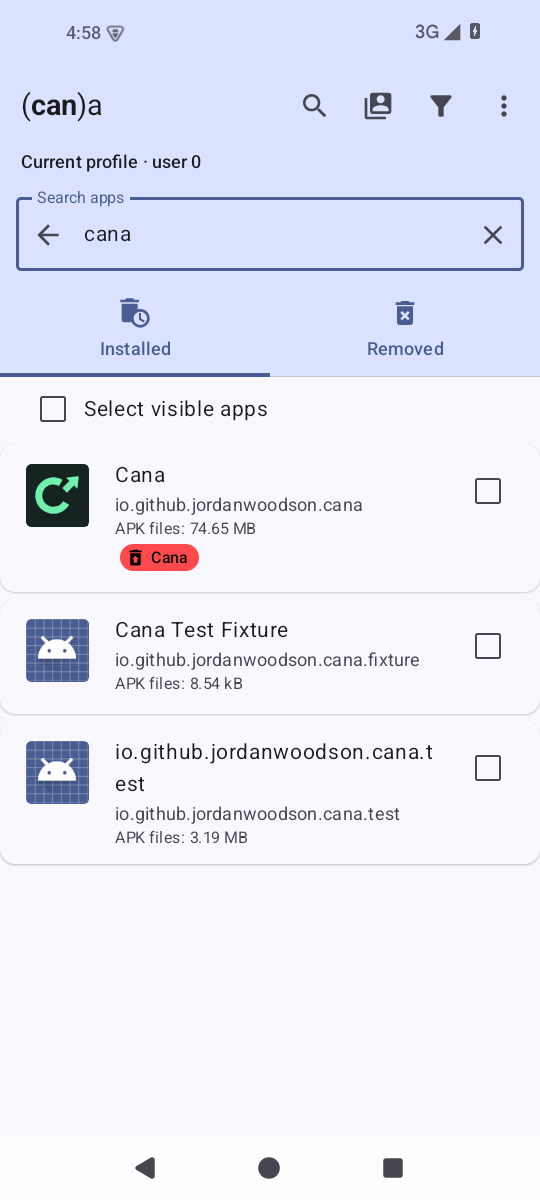 4:58
3G
(can)a
Current profile · user 0
Search apps
cana
Installed
Removed
Select visible apps
Cana
io.github.jordanwoodson.cana
APK files: 74.65 MB
Cana
Cana Test Fixture
io.github.jordanwoodson.cana.fixture
APK files: 8.54 kB
io.github.jordanwoodson.cana.t
est
io.github.jordanwoodson.cana.test
APK files: 3.19 MB